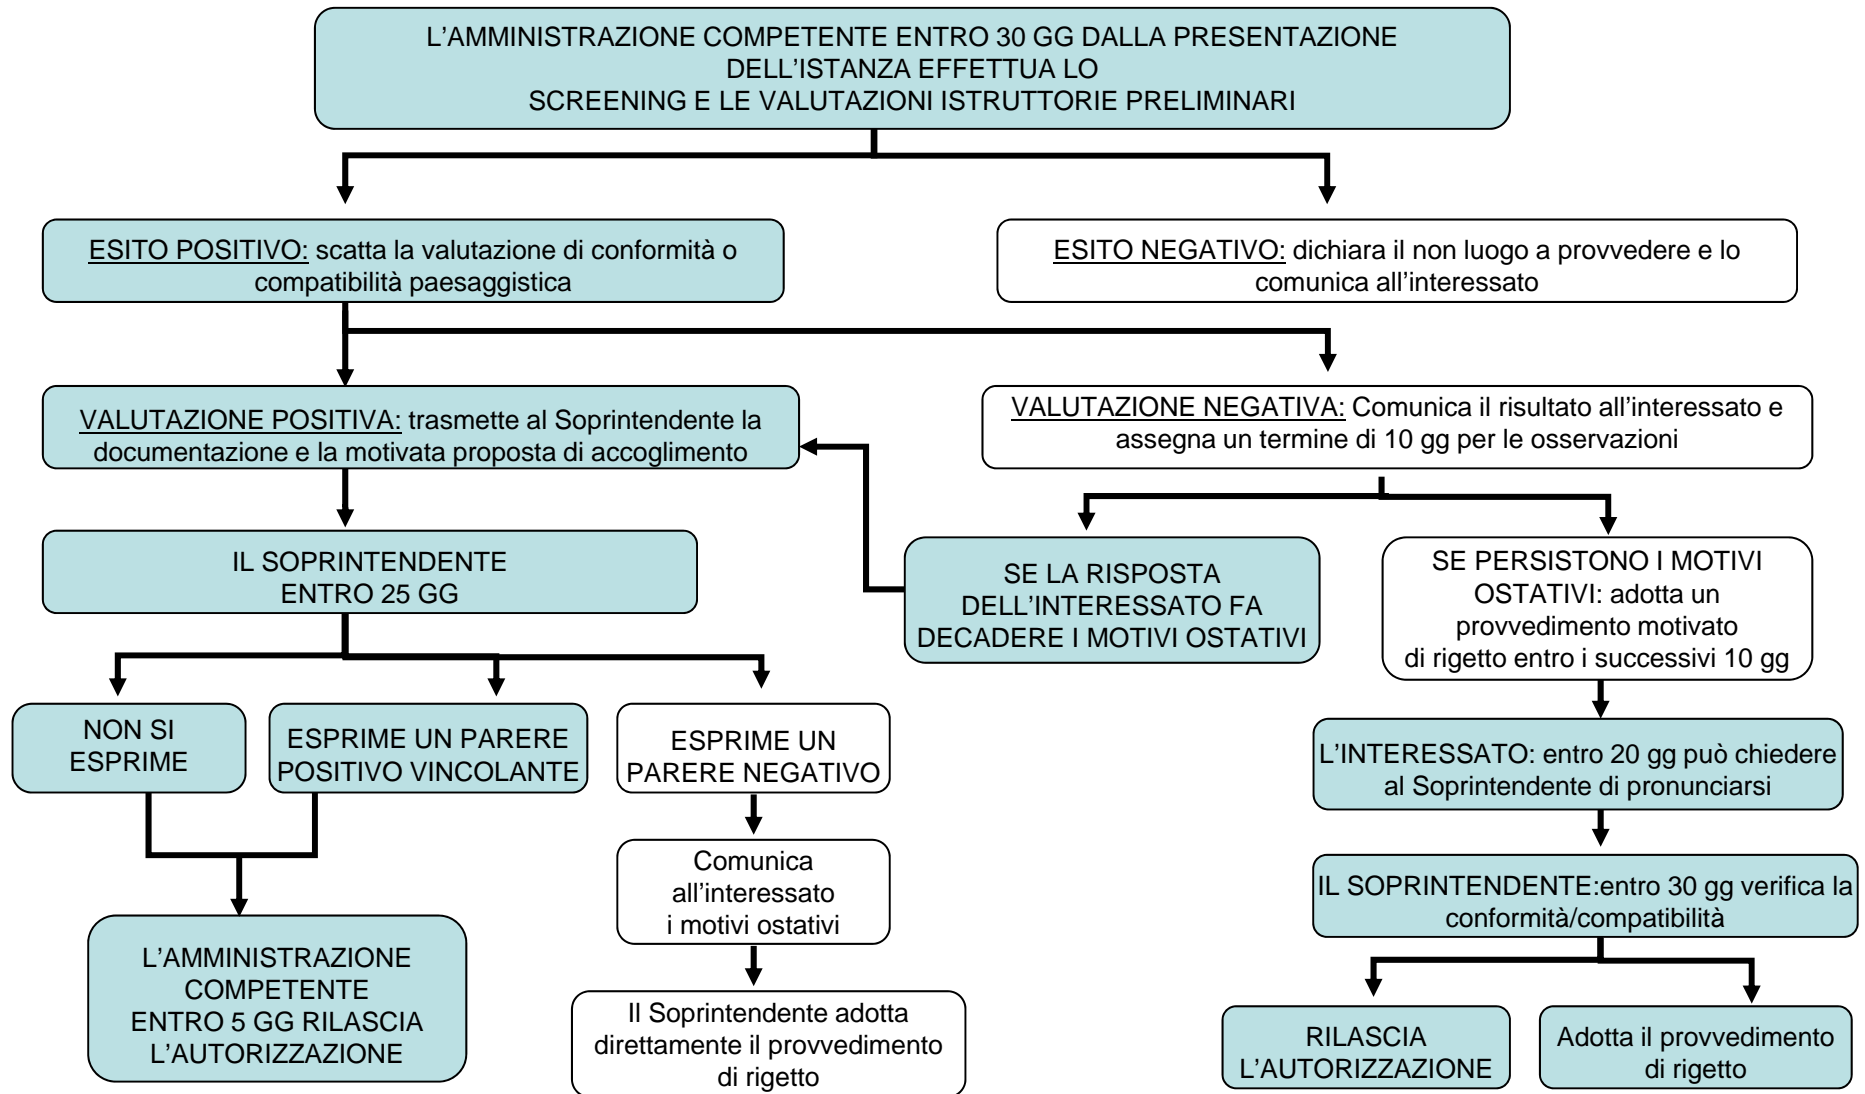 L'AMMINISTRAZIONE COMPETENTE ENTRO 30 GG DALLA PRESENTAZIONE
DELL'ISTANZA EFFETTUA LO
SCREENING E LE VALUTAZIONI ISTRUTTORIE PRELIMINARI
ESITO POSITIVO: scatta la valutazione di conformità o
compatibilità paesaggistica
ESITO NEGATIVO: dichiara il non luogo a provvedere e lo
comunica all'interessato
VALUTAZIONE POSITIVA: trasmette al Soprintendente la
documentazione e la motivata proposta di accoglimento
VALUTAZIONE NEGATIVA: Comunica il risultato all'interessato e
assegna un termine di 10 gg per le osservazioni
IL SOPRINTENDENTE
ENTRO 25 GG
SE LA RISPOSTA
DELL'INTERESSATO FA
DECADERE I MOTIVI OSTATIVI
SE PERSISTONO I MOTIVI
OSTATIVI: adotta un
provvedimento motivato
di rigetto entro i successivi 10 gg
NON SI
ESPRIME
ESPRIME UN PARERE
POSITIVO VINCOLANTE
ESPRIME UN
PARERE NEGATIVO
L'INTERESSATO: entro 20 gg può chiedere
al Soprintendente di pronunciarsi
Comunica
all'interessato
i motivi ostativi
IL SOPRINTENDENTE:entro 30 gg verifica la
conformità/compatibilità
L'AMMINISTRAZIONE
COMPETENTE
ENTRO 5 GG RILASCIA
L'AUTORIZZAZIONE
Il Soprintendente adotta
direttamente il provvedimento
di rigetto
RILASCIA
L'AUTORIZZAZIONE
Adotta il provvedimento
di rigetto